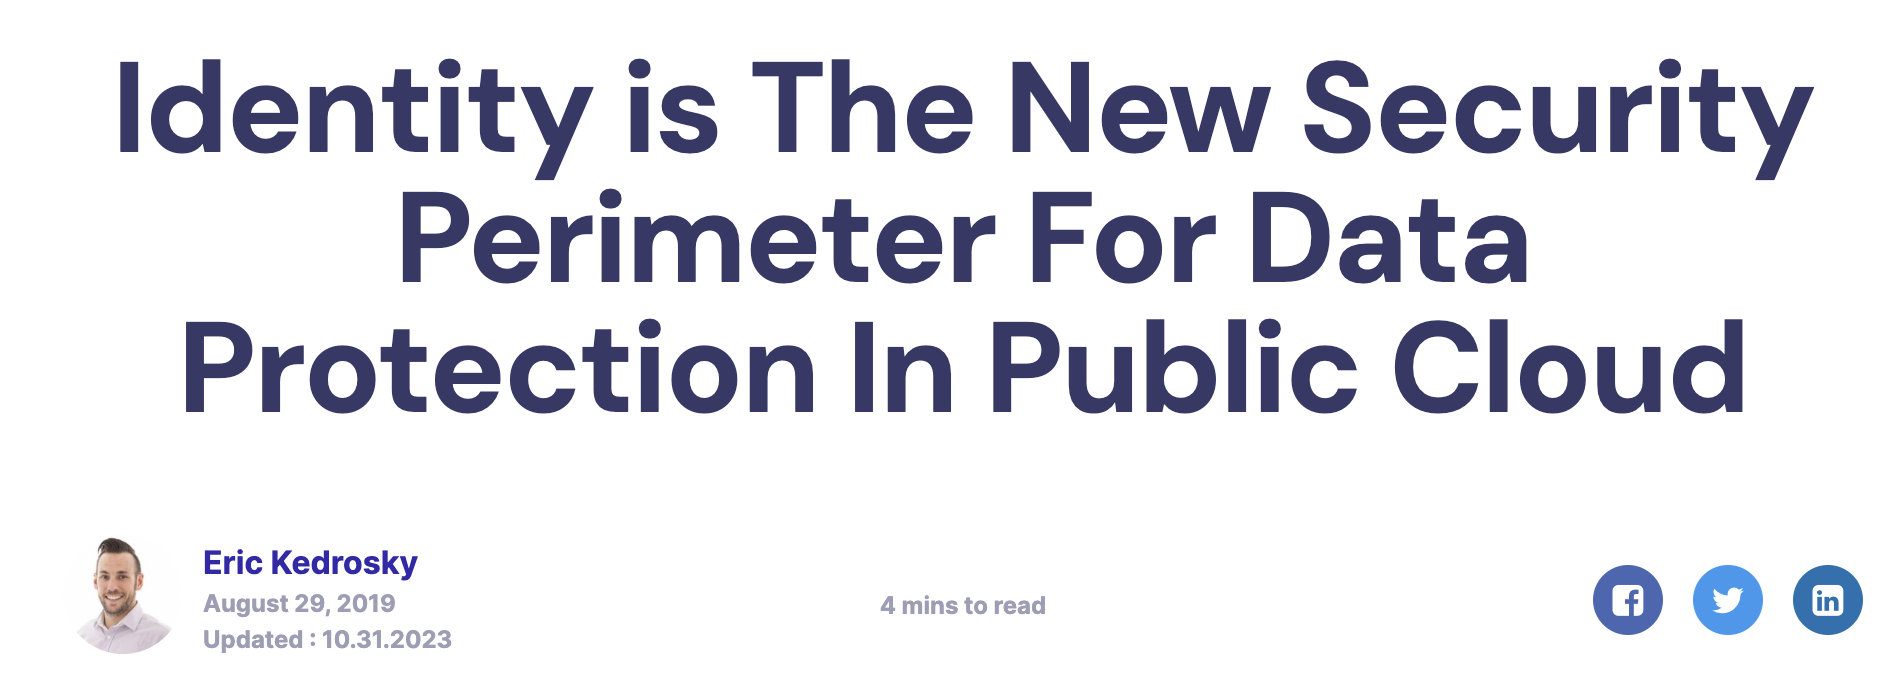 Identity is The New Security
Perimeter For Data
Protection In Public Cloud
Eric Kedrosky
August 29, 2019
Updated : 10.31.2023
4 mins to read
in